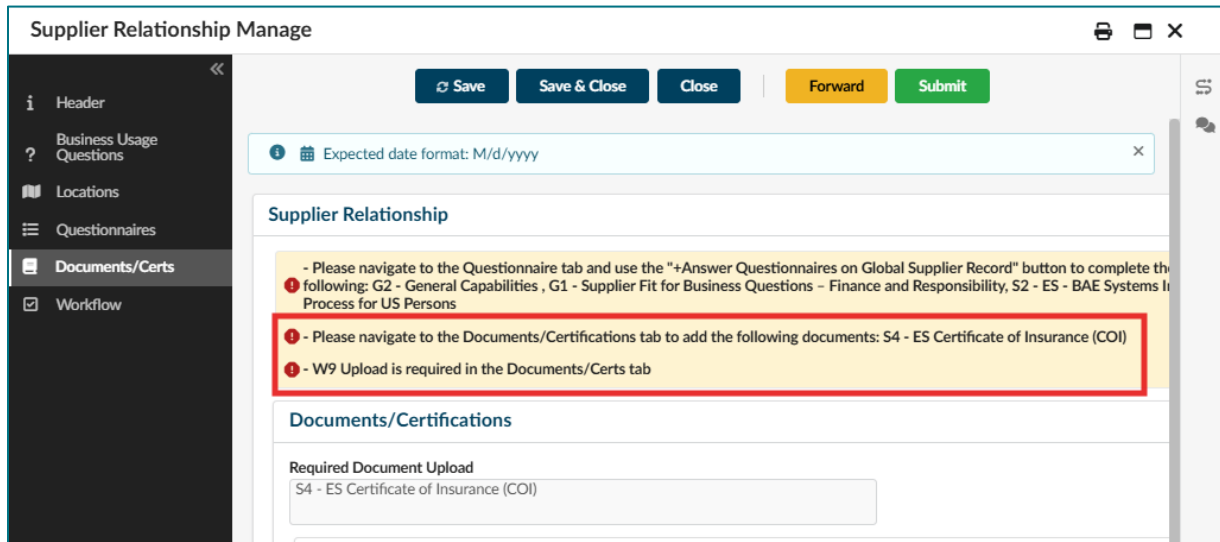 Supplier Relationship Manage
Header
Business Usage
Questions
Locations
Questionnaires
Documents/Certs
Workflow
Save
Save & Close
Close
Forward
Submit
Expected date format: M/d/yyyy
Supplier Relationship
- Please navigate to the Questionnaire tab and use the "+Answer Questionnaires on Global Supplier Record" button to complete
following: G2 - General Capabilities , G1 - Supplier Fit for Business Questions – Finance and Responsibility, S2 - ES - BAE Systems
Process for US Persons
- Please navigate to the Documents/Certifications tab to add the following documents: S4 - ES Certificate of Insurance (COI)
- W9 Upload is required in the Documents/Certs tab
Documents/Certifications
Required Document Upload
S4 - ES Certificate of Insurance (COI)